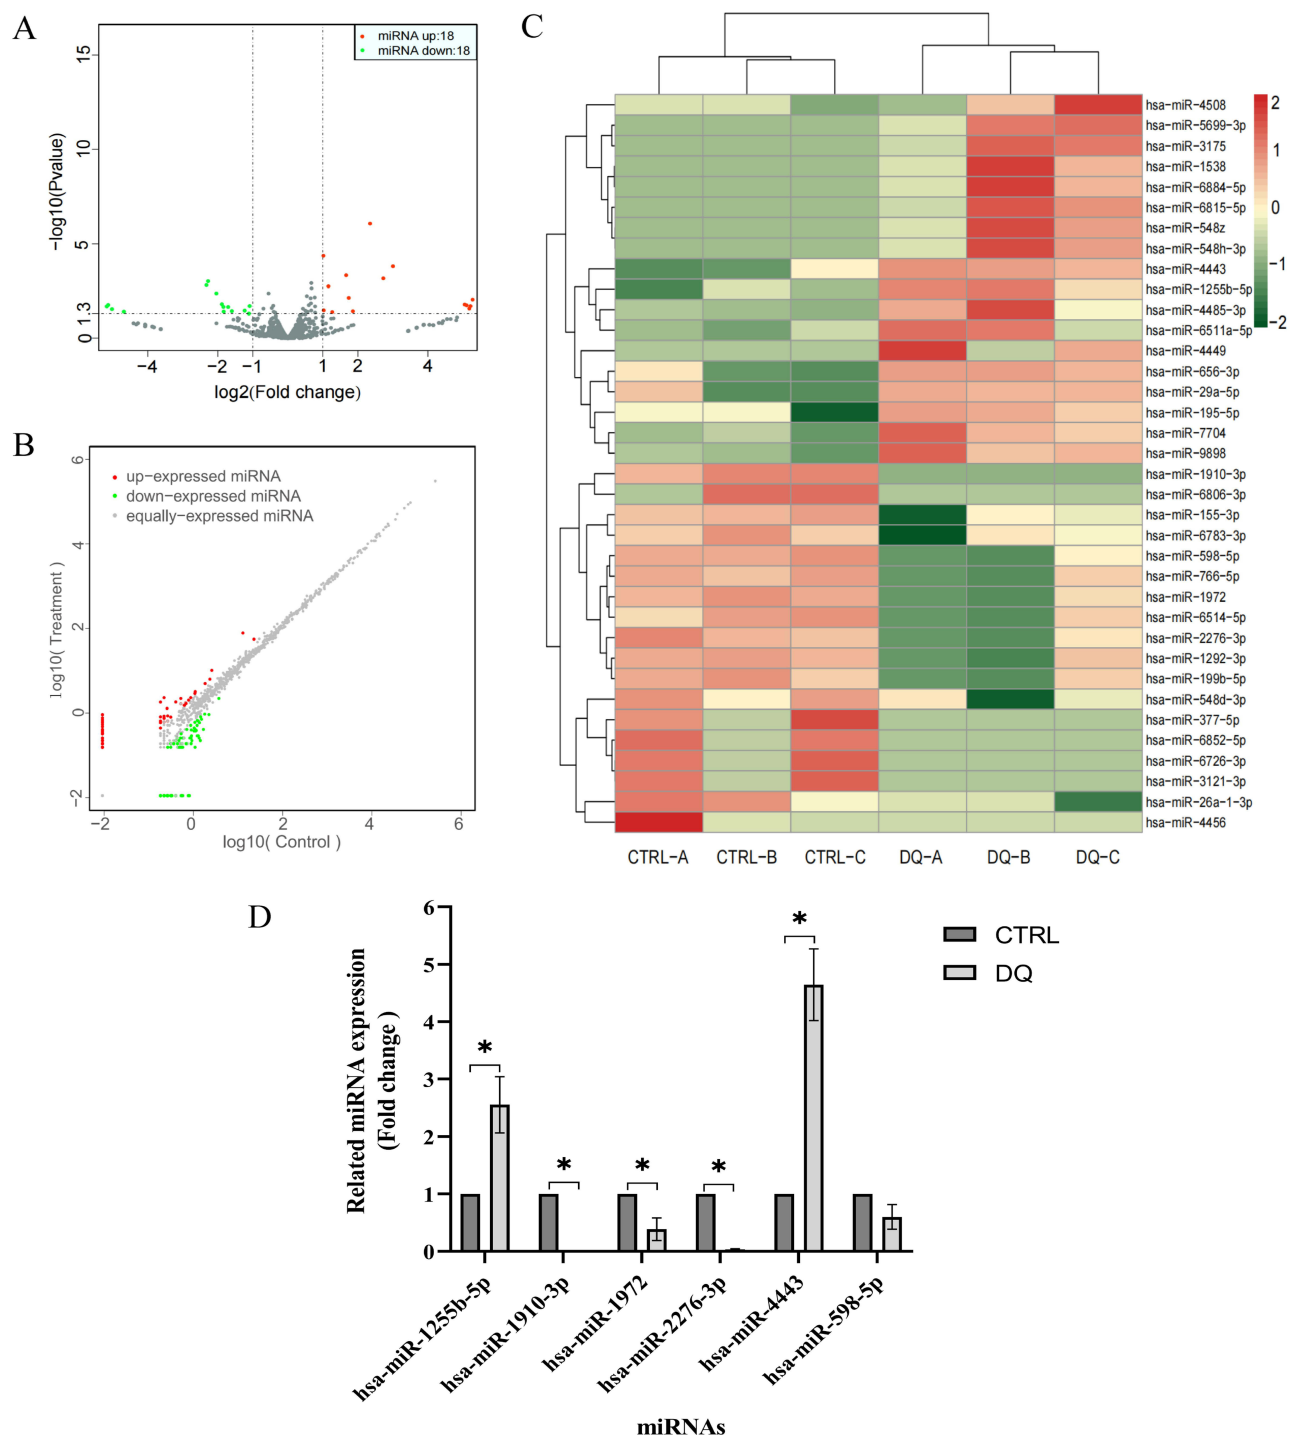 A
miRNA up:18
miRNA down:18
−log10(Pvalue)
15
10
5
1.3
0
−4
−2
−1
1
2
4
log2(Fold change)
B
up−expressed miRNA
down−expressed miRNA
equally−expressed miRNA
log10( Treatment )
6
4
2
0
−2
−2
0
2
4
6
log10( Control )
C
hsa−miR−4508
hsa−miR−5699−3p
hsa−miR−3175
hsa−miR−1538
hsa−miR−6884−5p
hsa−miR−6815−5p
hsa−miR−548z
hsa−miR−548h−3p
hsa−miR−4443
hsa−miR−1255b−5p
hsa−miR−4485−3p
hsa−miR−6511a−5p
hsa−miR−4449
hsa−miR−656−3p
hsa−miR−29a−5p
hsa−miR−195−5p
hsa−miR−7704
hsa−miR−9898
hsa−miR−1910−3p
hsa−miR−6806−3p
hsa−miR−155−3p
hsa−miR−6783−3p
hsa−miR−598−5p
hsa−miR−766−5p
hsa−miR−1972
hsa−miR−6514−5p
hsa−miR−2276−3p
hsa−miR−1292−3p
hsa−miR−199b−5p
hsa−miR−548d−3p
hsa−miR−377−5p
hsa−miR−6852−5p
hsa−miR−6726−3p
hsa−miR−3121−3p
hsa−miR−26a−1−3p
hsa−miR−4456
2
1
0
−1
−2
CTRL−A
CTRL−B
CTRL−C
DQ−A
DQ−B
DQ−C
D
Related miRNA expression
(Fold change )
6
5
4
3
2
1
0
*
*
*
*
*
CTRL
DQ
hsa-miR-1255b-5p
hsa-miR-1910-3p
hsa-miR-1972
hsa-miR-2276-3p
hsa-miR-4443
hsa-miR-598-5p
miRNAs